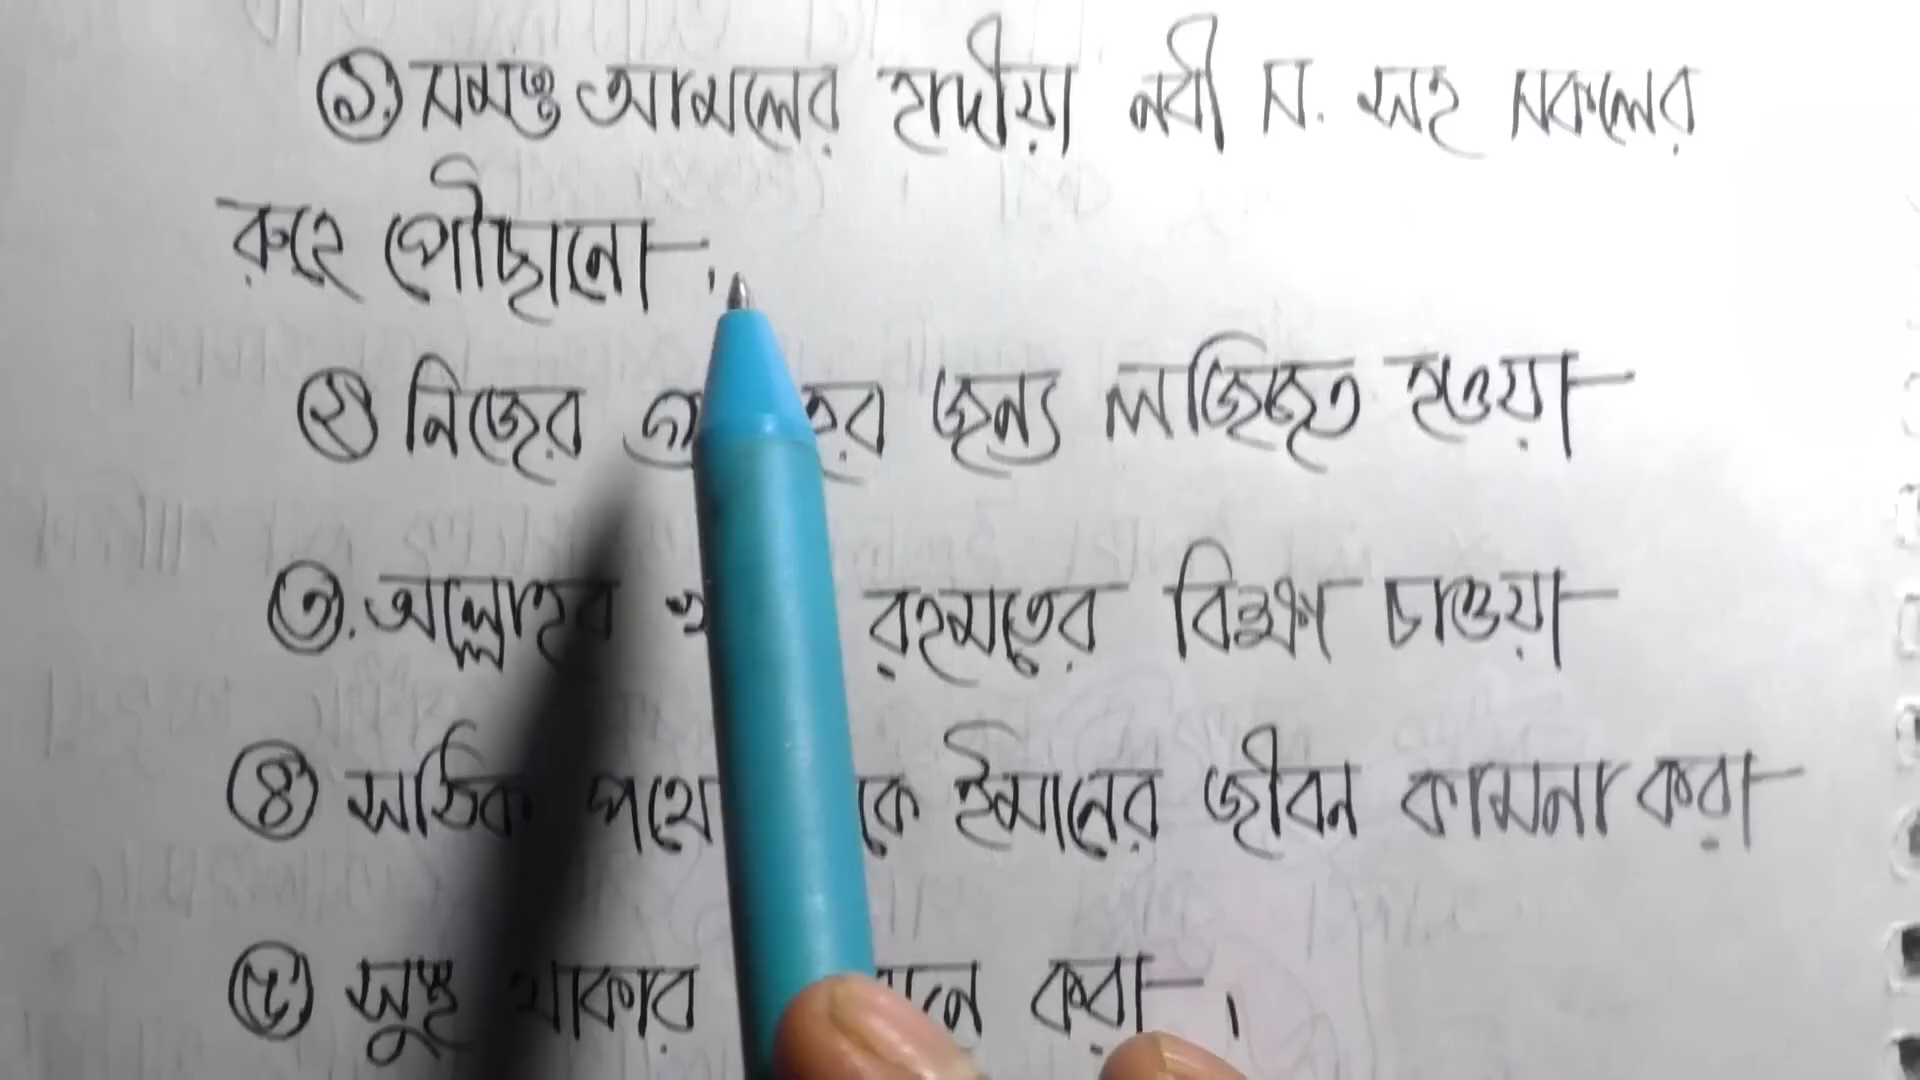 ১. সমস্ত আমলের হাদীয়া নবী স. সহ সকলের
রুহে পৌঁছানো।
২ নিজের জন্য লজ্জিত হওয়া
৩. আল্লাহর রহমতের ভিক্ষা চাওয়া
৪ সঠিক পথে ঈমানের জীবন কামনা করা
৫ সুস্থ থাকার করা।